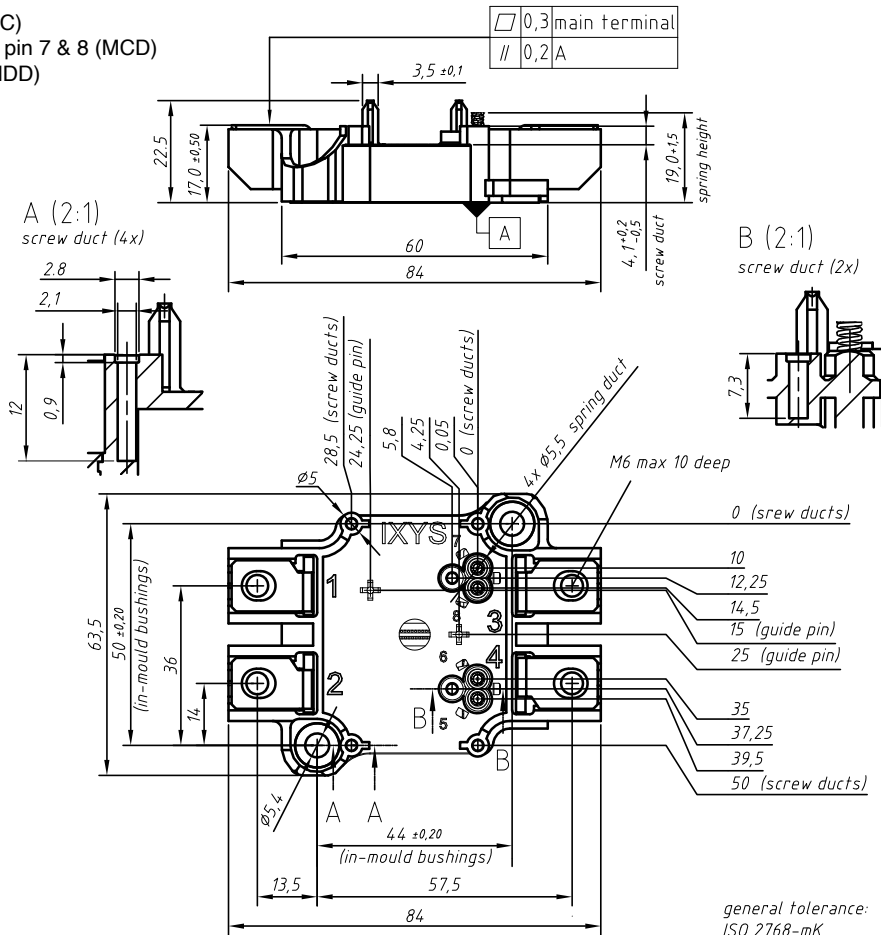 C)
pin 7 & 8 (MCD)
IDD)
0,3 main terminal
// 0,2 A
3,5 ±0,1
22.5
17,0 ±0,50
19,0 +1,5
spring height
4,1 +0,2 -0,5
screw duct
A
60
84
A (2:1)
screw duct (4x)
2.8
2,1
12
0,9
B (2:1)
screw duct (2x)
7,3
28,5 (screw ducts)
24,25 (guide pin)
5,8
4,25
0,05
0 (screw ducts)
4x Ø5,5 spring duct
M6 max 10 deep
Ø5
0 (srew ducts)
10
12,25
14,5
15 (guide pin)
25 (guide pin)
35
37,25
39,5
50 (screw ducts)
IXYS
1
2
3
4
7
8
6
5
63,5
50 ±0,20
(in-mould bushings)
36
14
B
B
A
A
Ø5,4
44 ±0,20
(in-mould bushings)
13,5
57,5
84
general tolerance:
ISO 2768-mK